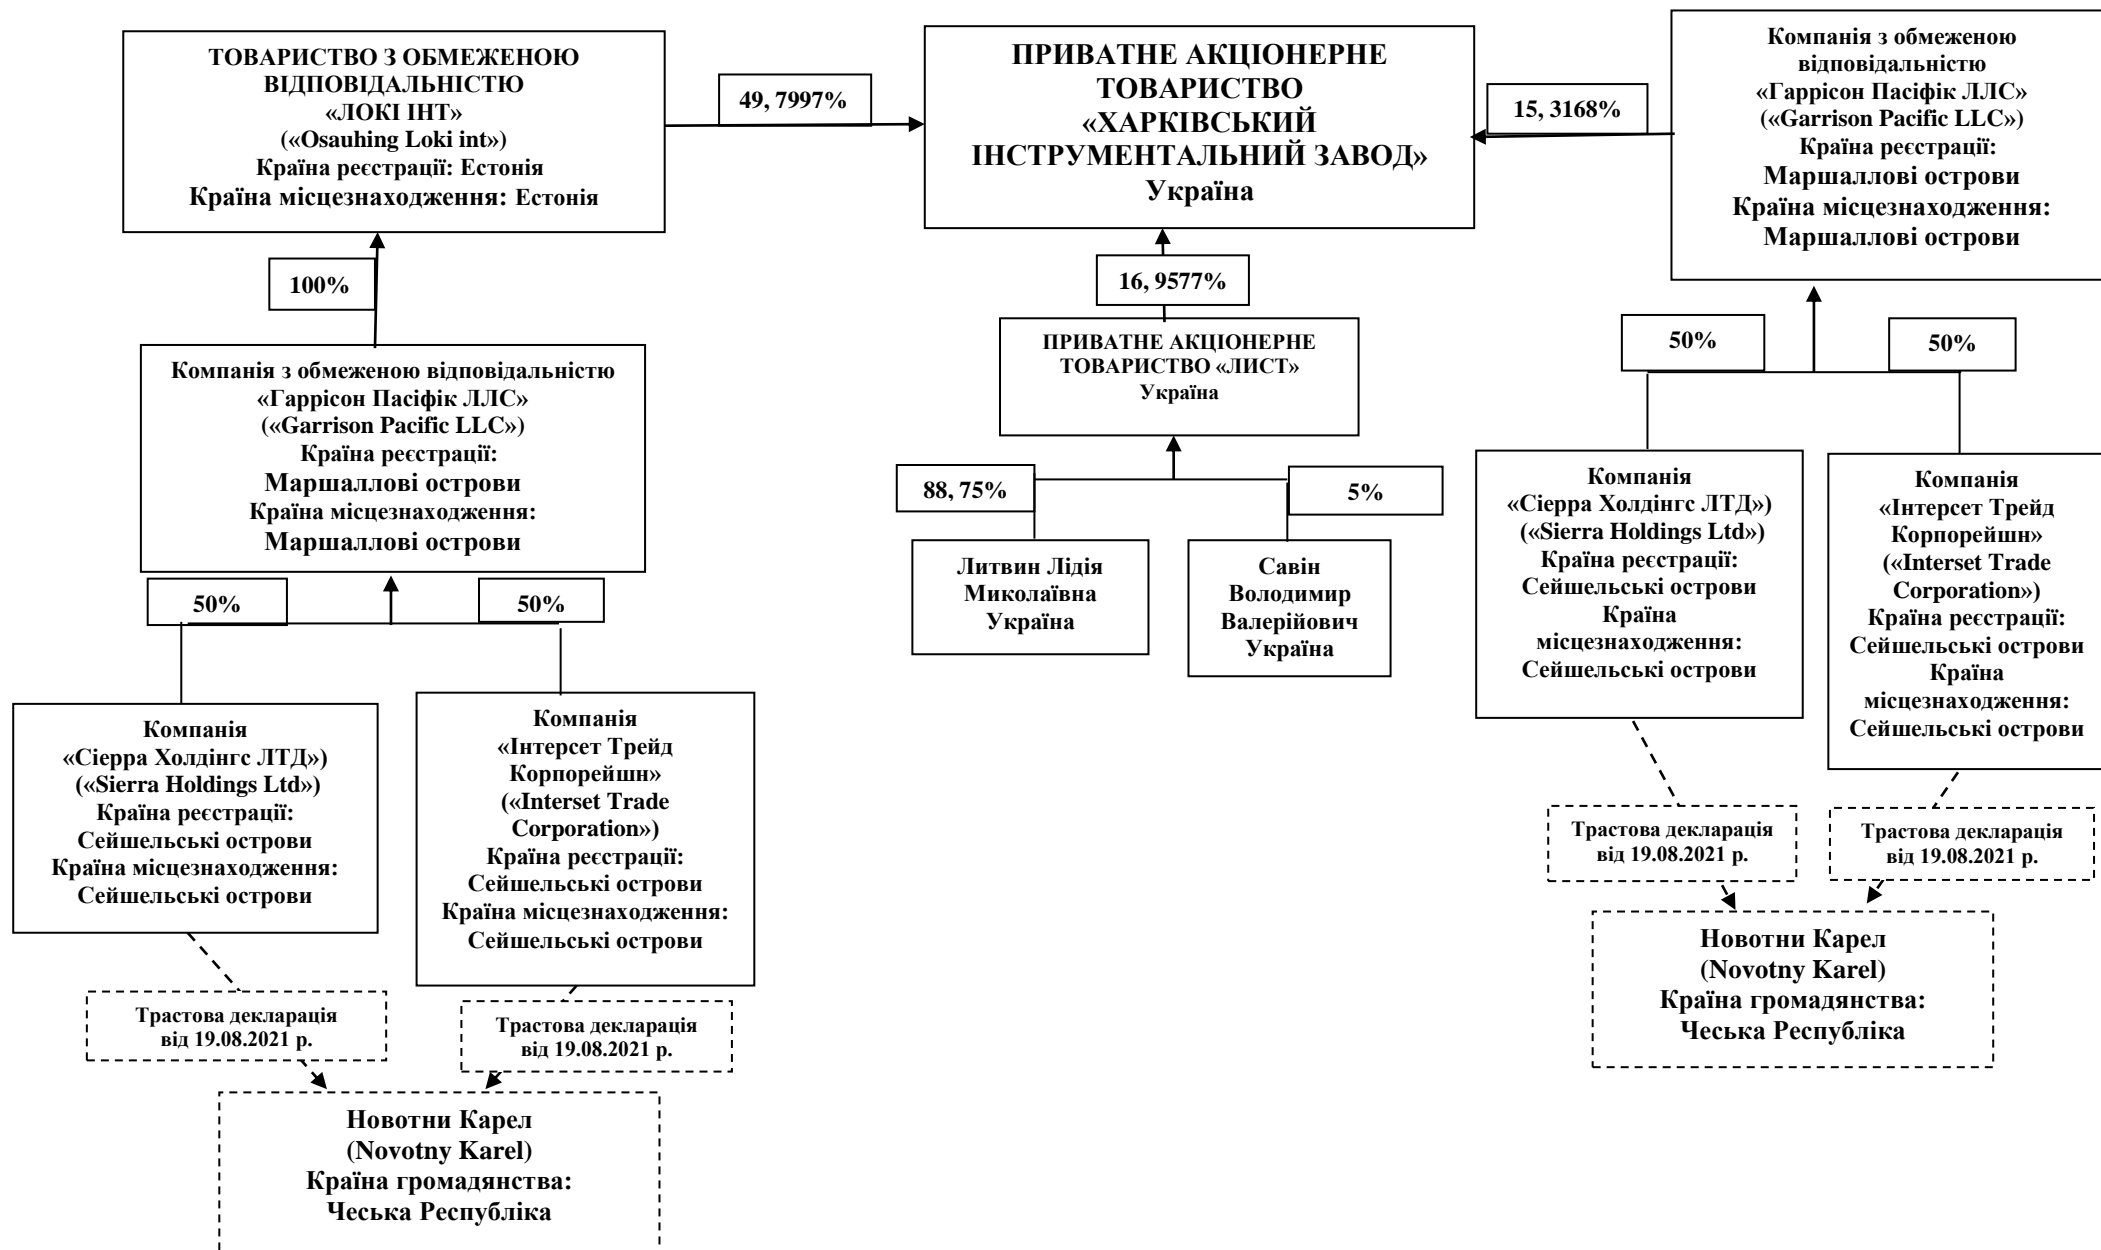 ТОВАРИСТВО З ОБМЕЖЕНОЮ
ВІДПОВІДАЛЬНІСТЮ
«ЛОКІ ІНТ»
(«Osauhing Loki int»)
Країна реєстрації: Естонія
Країна місцезнаходження: Естонія
49, 7997%
ПРИВАТНЕ АКЦІОНЕРНЕ
ТОВАРИСТВО
«ХАРКІВСЬКИЙ
ІНСТРУМЕНТАЛЬНИЙ ЗАВОД»
Україна
15, 3168%
Компанія з обмеженою
відповідальністю
«Гаррісон Пасіфік ЛЛС»
(«Garrison Pacific LLC»)
Країна реєстрації:
Маршаллові острови
Країна місцезнаходження:
Маршаллові острови
100%
16, 9577%
50%
50%
Компанія з обмеженою відповідальністю
«Гаррісон Пасіфік ЛЛС»
(«Garrison Pacific LLC»)
Країна реєстрації:
Маршаллові острови
Країна місцезнаходження:
Маршаллові острови
ПРИВАТНЕ АКЦІОНЕРНЕ
ТОВАРИСТВО «ЛИСТ»
Україна
88, 75%
5%
Литвин Лідія
Миколаївна
Україна
Савін
Володимир
Валерійович
Україна
Компанія
«Сіерра Холдінгс ЛТД»)
(«Sierra Holdings Ltd»)
Країна реєстрації:
Сейшельські острови
Країна
місцезнаходження:
Сейшельські острови
Компанія
«Інтерсет Трейд
Корпорейшн»
(«Interset Trade
Corporation»)
Країна реєстрації:
Сейшельські острови
Країна
місцезнаходження:
Сейшельські острови
50%
50%
Компанія
«Сіерра Холдінгс ЛТД»)
(«Sierra Holdings Ltd»)
Країна реєстрації:
Сейшельські острови
Країна місцезнаходження:
Сейшельські острови
Компанія
«Інтерсет Трейд
Корпорейшн»
(«Interset Trade
Corporation»)
Країна реєстрації:
Сейшельські острови
Країна місцезнаходження:
Сейшельські острови
Трастова декларація
від 19.08.2021 р.
Трастова декларація
від 19.08.2021 р.
Новотни Карел
(Novotny Karel)
Країна громадянства:
Чеська Республіка
Трастова декларація
від 19.08.2021 р.
Трастова декларація
від 19.08.2021 р.
Новотни Карел
(Novotny Karel)
Країна громадянства:
Чеська Республіка